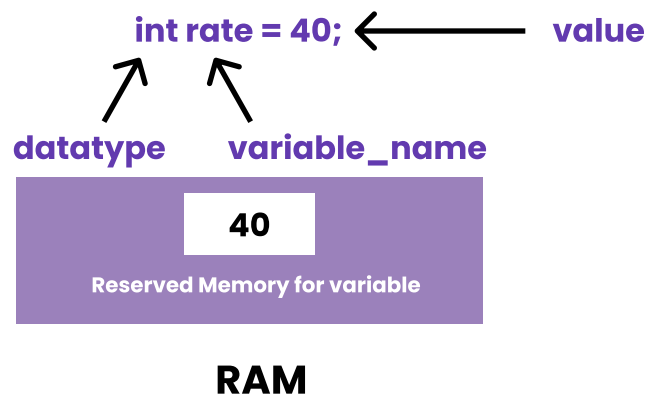 int rate = 40;
value
datatype
variable_name
40
Reserved Memory for variable
RAM